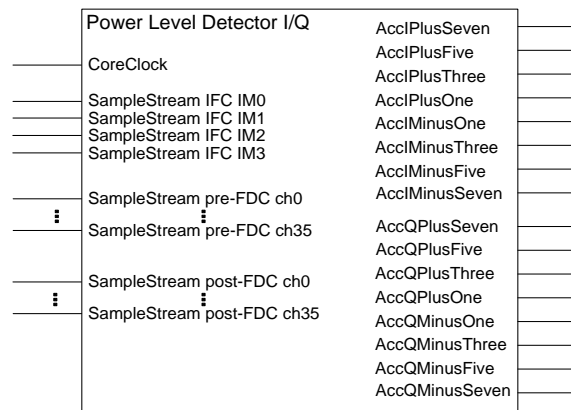 Power Level Detector I/Q
CoreClock
SampleStream IFC IM0
SampleStream IFC IM1
SampleStream IFC IM2
SampleStream IFC IM3
SampleStream pre-FDC ch0
SampleStream pre-FDC ch35
SampleStream post-FDC ch0
SampleStream post-FDC ch35
AccIPlusSeven
AccIPlusFive
AccIPlusThree
AccIPlusOne
AccIMinusOne
AccIMinusThree
AccIMinusFive
AccIMinusSeven
AccQPlusSeven
AccQPlusFive
AccQPlusThree
AccQPlusOne
AccQMinusOne
AccQMinusThree
AccQMinusFive
AccQMinusSeven